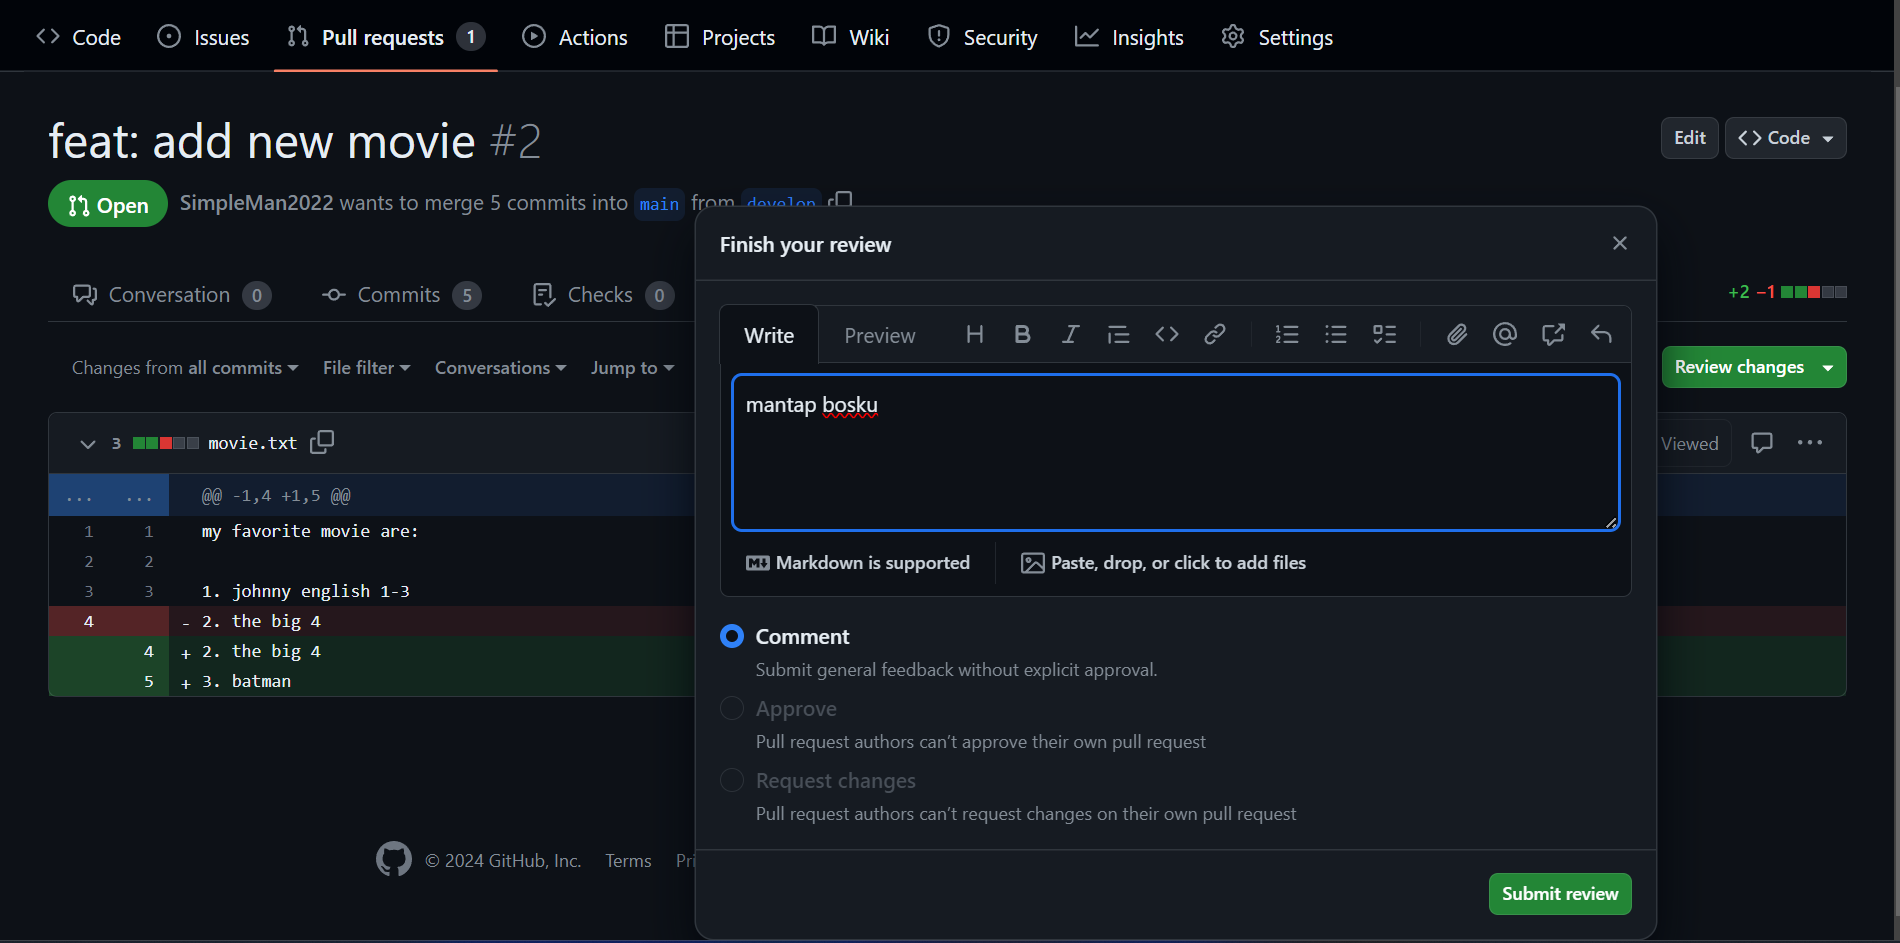 Code Issues Pull requests 1 Actions Projects Wiki Security Insights Settings
feat: add new movie #2
Edit Code
Open SimpleMan2022 wants to merge 5 commits into main from develop
Finish your review
Conversation 0 Commits 5 Checks 0
+2 −1
Write Preview
Changes from all commits File filter Conversations Jump to
Review changes
mantap bosku
3 movie.txt
Viewed
... ... @@ -1,4 +1,5 @@
1 1 my favorite movie are:
2 2
3 3 1. johnny english 1-3
4 - 2. the big 4
4 + 2. the big 4
5 + 3. batman
Markdown is supported
Paste, drop, or click to add files
Comment
Submit general feedback without explicit approval.
Approve
Pull request authors can’t approve their own pull request
Request changes
Pull request authors can’t request changes on their own pull request
© 2024 GitHub, Inc. Terms Pri
Submit review